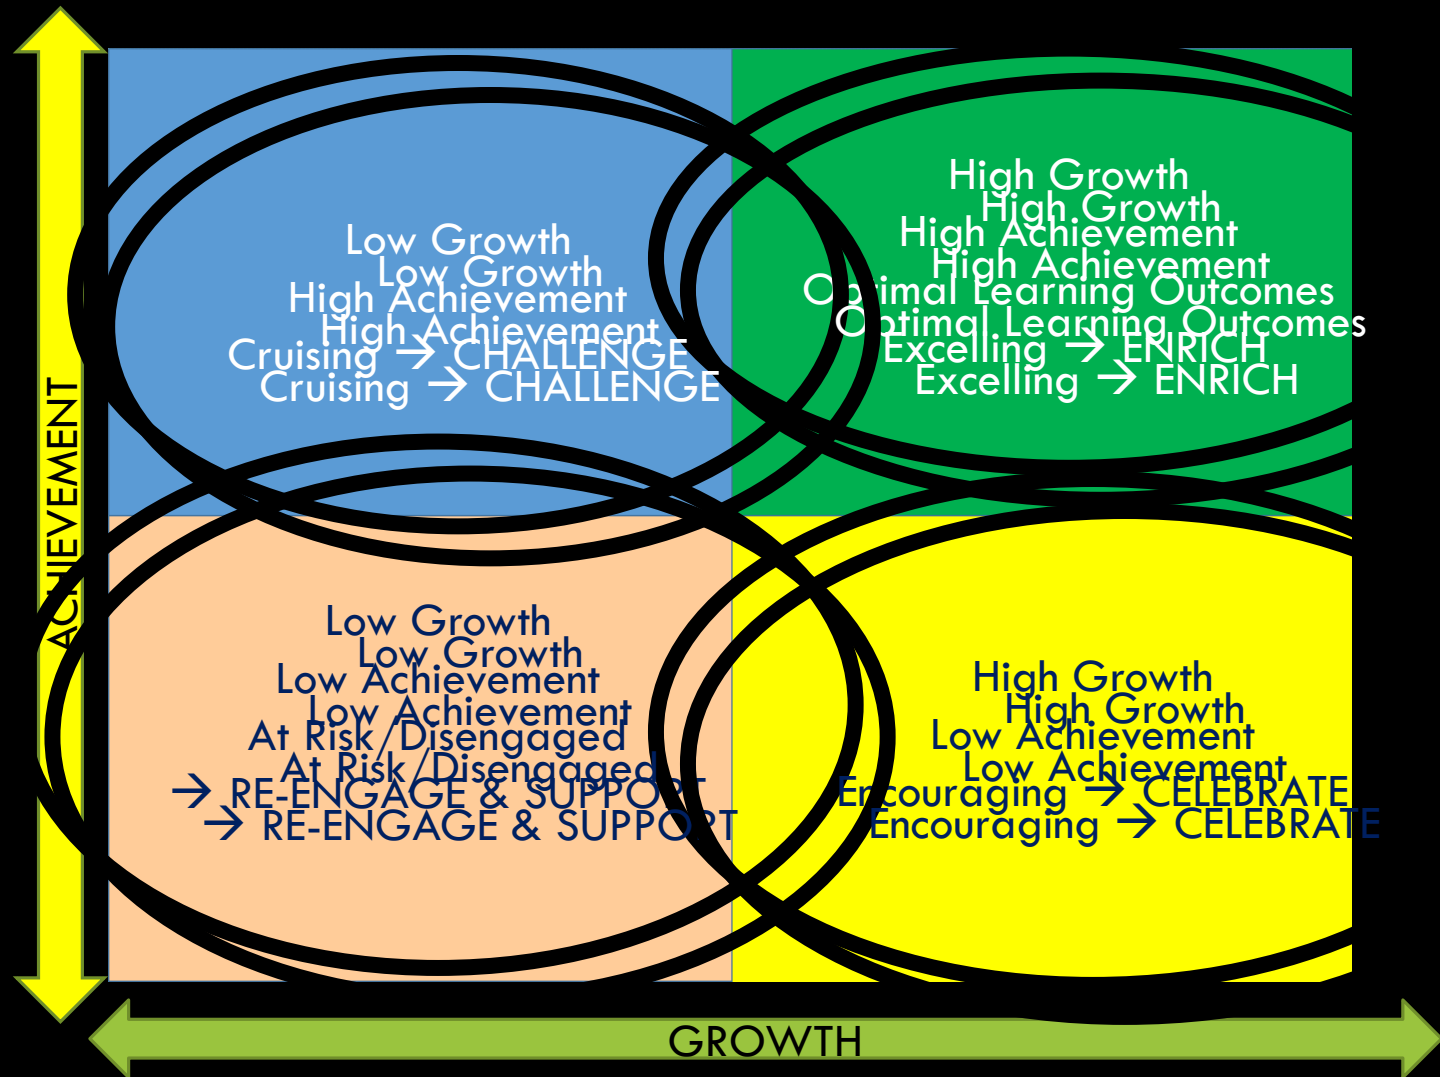 ACHIEVEMENT
Low Growth
Low Growth
High Achievement
High Achievement
Cruising → CHALLENGE
Cruising → CHALLENGE
High Growth
High Growth
High Achievement
High Achievement
Optimal Learning Outcomes
Optimal Learning Outcomes
Excelling → ENRICH
Excelling → ENRICH
Low Growth
Low Growth
Low Achievement
Low Achievement
At Risk/Disengaged
At Risk/Disengaged
→ RE-ENGAGE & SUPPORT
→ RE-ENGAGE & SUPPORT
High Growth
High Growth
Low Achievement
Low Achievement
Encouraging → CELEBRATE
Encouraging → CELEBRATE
GROWTH